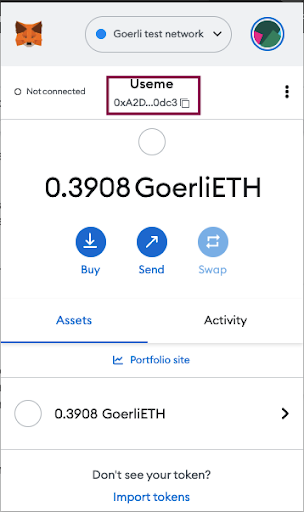 Goerli test network
Not connected
Useme
0xA2D...0dc3
0.3908 GoerliETH
Buy
Send
Swap
Assets
Activity
Portfolio site
0.3908 GoerliETH
Don't see your token?
Import tokens